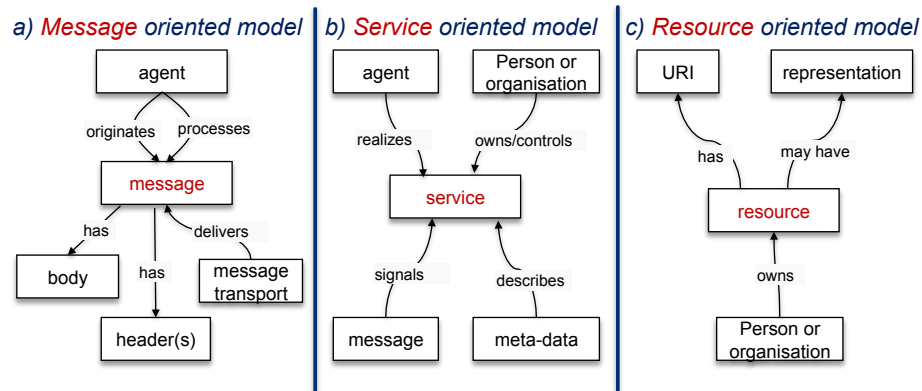 a) Message oriented model
agent
originates
processes
message
has
delivers
has
body
message
transport
header(s)
b) Service oriented model
agent
Person or
organisation
realizes
owns/controls
service
signals
describes
message
meta-data
c) Resource oriented model
URI
representation
has
may have
resource
owns
Person or
organisation